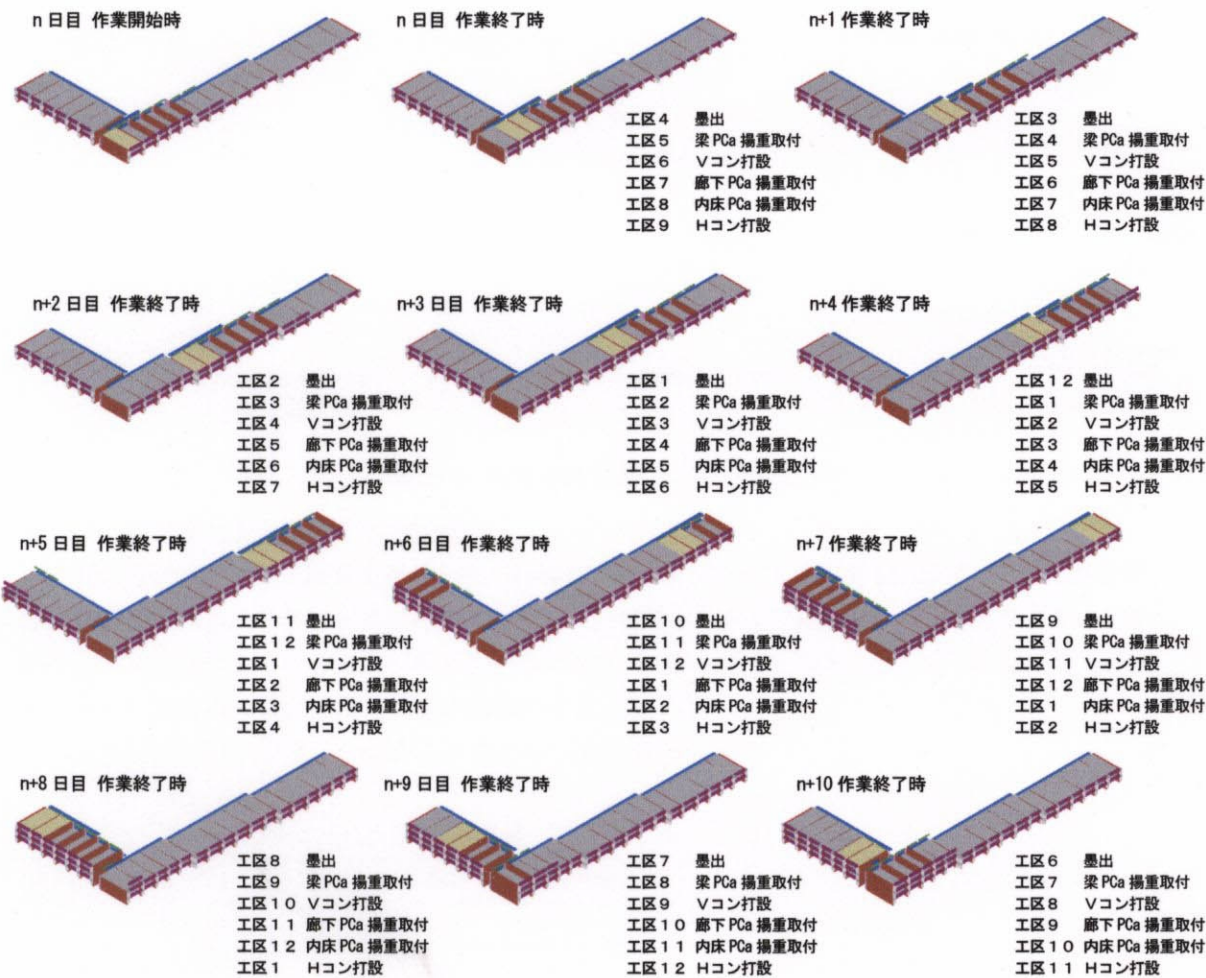 n 日目 作業開始時
n 日目 作業終了時
工区4 墨出
工区5 梁 PCa 揚重取付
工区6 Vコン打設
工区7 廊下 PCa 揚重取付
工区8 内床 PCa 揚重取付
工区9 Hコン打設
n+1 作業終了時
工区3 墨出
工区4 梁 PCa 揚重取付
工区5 Vコン打設
工区6 廊下 PCa 揚重取付
工区7 内床 PCa 揚重取付
工区8 Hコン打設
n+2 日目 作業終了時
工区2 墨出
工区3 梁 PCa 揚重取付
工区4 Vコン打設
工区5 廊下 PCa 揚重取付
工区6 内床 PCa 揚重取付
工区7 Hコン打設
n+3 日目 作業終了時
工区1 墨出
工区2 梁 PCa 揚重取付
工区3 Vコン打設
工区4 廊下 PCa 揚重取付
工区5 内床 PCa 揚重取付
工区6 Hコン打設
n+4 作業終了時
工区12 墨出
工区1 梁 PCa 揚重取付
工区2 Vコン打設
工区3 廊下 PCa 揚重取付
工区4 内床 PCa 揚重取付
工区5 Hコン打設
n+5 日目 作業終了時
工区11 墨出
工区12 梁 PCa 揚重取付
工区1 Vコン打設
工区2 廊下 PCa 揚重取付
工区3 内床 PCa 揚重取付
工区4 Hコン打設
n+6 日目 作業終了時
工区10 墨出
工区11 梁 PCa 揚重取付
工区12 Vコン打設
工区1 廊下 PCa 揚重取付
工区2 内床 PCa 揚重取付
工区3 Hコン打設
n+7 作業終了時
工区9 墨出
工区10 梁 PCa 揚重取付
工区11 Vコン打設
工区12 廊下 PCa 揚重取付
工区1 内床 PCa 揚重取付
工区2 Hコン打設
n+8 日目 作業終了時
工区8 墨出
工区9 梁 PCa 揚重取付
工区10 Vコン打設
工区11 廊下 PCa 揚重取付
工区12 内床 PCa 揚重取付
工区1 Hコン打設
n+9 日目 作業終了時
工区7 墨出
工区8 梁 PCa 揚重取付
工区9 Vコン打設
工区10 廊下 PCa 揚重取付
工区11 内床 PCa 揚重取付
工区12 Hコン打設
n+10 作業終了時
工区6 墨出
工区7 梁 PCa 揚重取付
工区8 Vコン打設
工区9 廊下 PCa 揚重取付
工区10 内床 PCa 揚重取付
工区11 Hコン打設